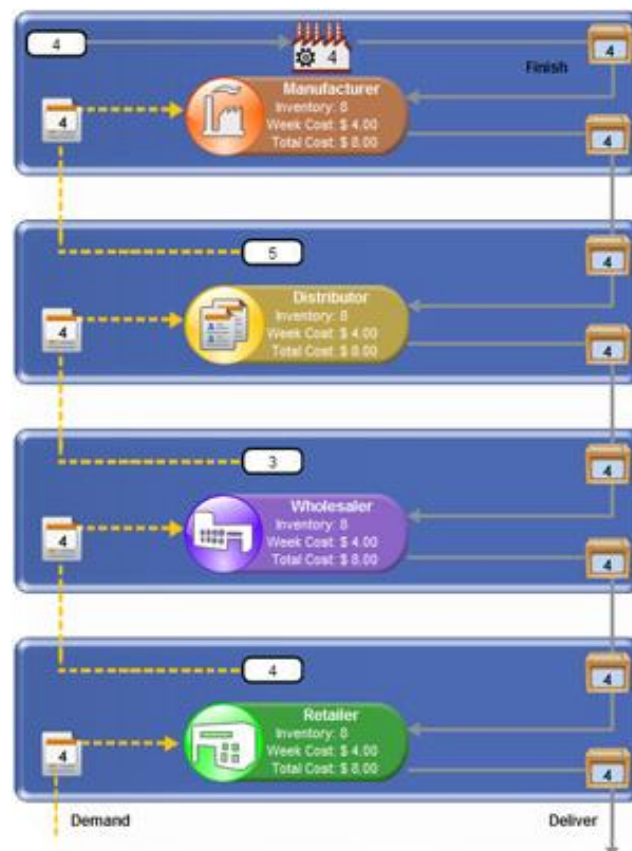 4
4
4
Finish
Manufacturer
Inventory: 8
Week Cost: $ 4.00
Total Cost: $ 8.00
4
4
5
4
Distributor
Inventory: 8
Week Cost: $ 4.00
Total Cost: $ 8.00
4
4
3
4
Wholesaler
Inventory: 8
Week Cost: $ 4.00
Total Cost: $ 8.00
4
4
4
4
Retailer
Inventory: 8
Week Cost: $ 4.00
Total Cost: $ 8.00
4
4
Demand
Deliver